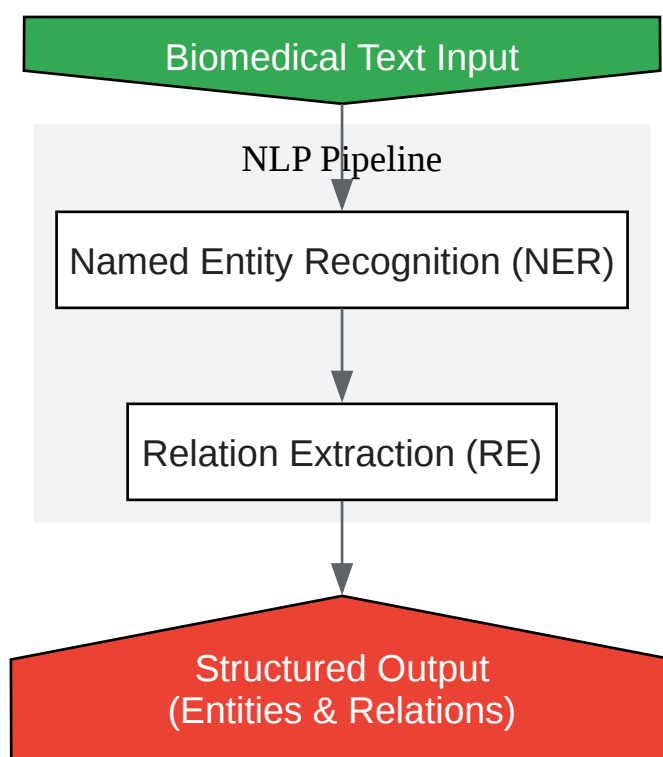 Biomedical Text Input
NLP Pipeline
Named Entity Recognition (NER)
Relation Extraction (RE)
Structured Output
(Entities & Relations)